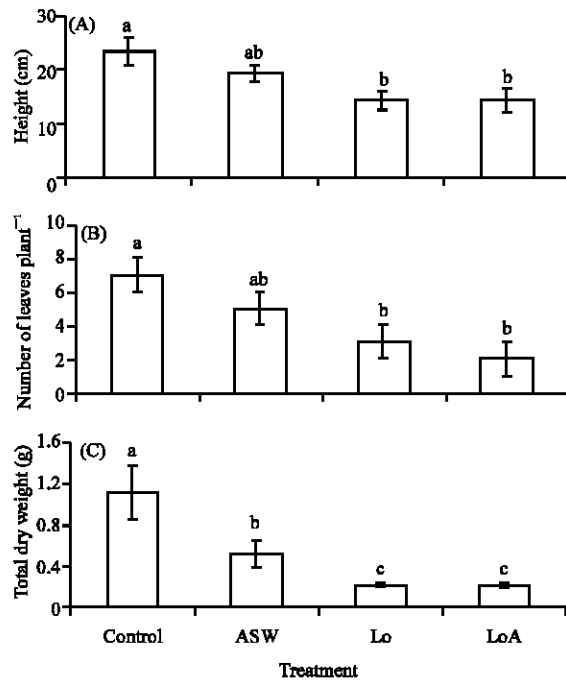 (A)
Height (cm)
30
20
10
0
a
ab
b
b
(B)
Number of leaves plant⁻¹
10
8
6
4
2
0
a
ab
b
b
(C)
Total dry weight (g)
1.6
1.2
0.8
0.4
0
a
b
c
c
Control ASW Lo LoA
Treatment